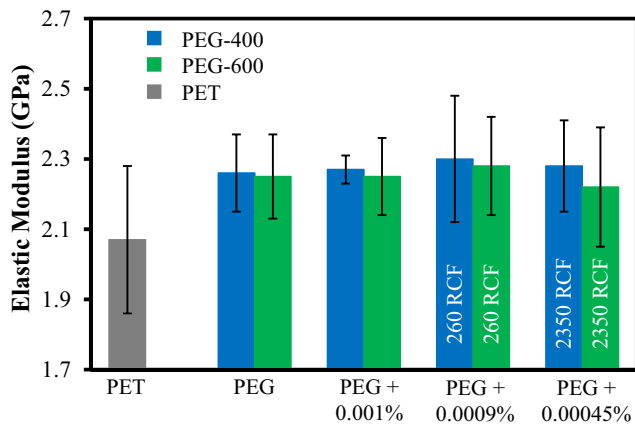 2.7
2.5
2.3
2.1
1.9
1.7
Elastic Modulus (GPa)
PEG-400
PEG-600
PET
260 RCF
260 RCF
2350 RCF
2350 RCF
PET
PEG
PEG +
0.001%
PEG +
0.0009%
PEG +
0.00045%